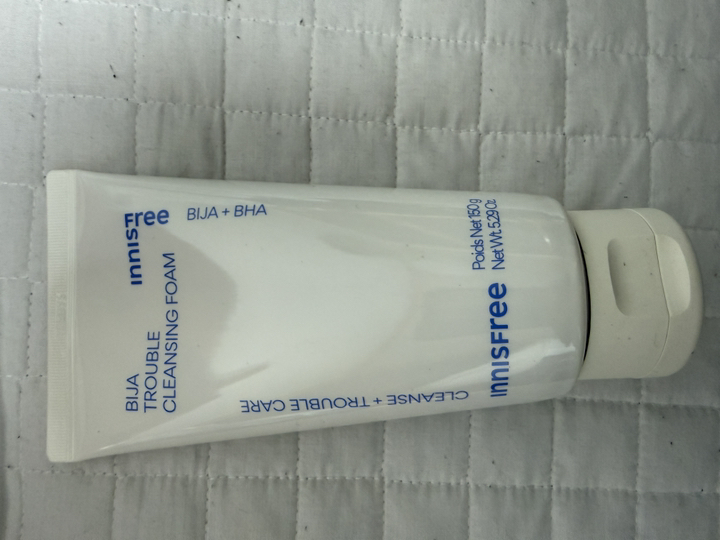 innisfree
BIJA + BHA
BIJA
TROUBLE
CLEANSING FOAM
CLEANSE + TROUBLE CARE
innisfree
Poids Net 150 g
Net Wt. 5.29 Oz.